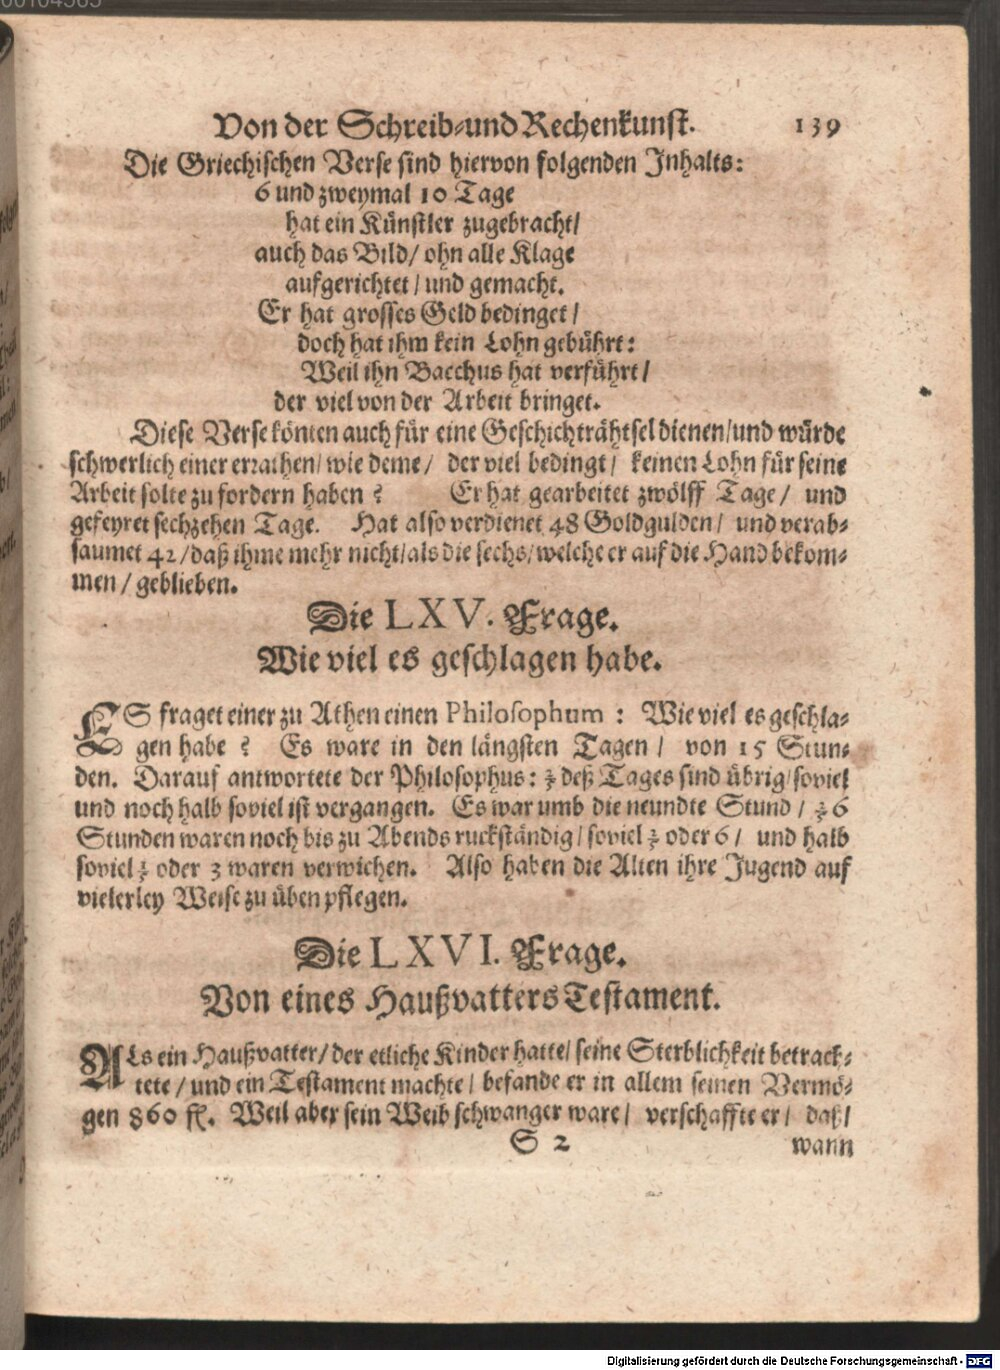 Von der Schreib-und Rechenkunst. 139
Die Griechischen Verse sind hiervon folgenden Inhalts:
6 und zweymal 10 Tage
hat ein Künstler zugebracht/
auch das Bild/ ohn alle Klage
aufgerichtet/ und gemacht.
Er hat grosses Geld bedinget/
doch hat ihm kein Lohn gebührt:
Weil ihn Bacchus hat verführt/
der viel von der Arbeit bringet.
Diese Verse könten auch für eine Geschichträhtsel dienen/und würde
schwerlich einer errathen/ wie deme/ der viel bedingt/ keinen Lohn für seine
Arbeit solte zu fordern haben? Er hat gearbeitet zwölff Tage/ und
gefeyret sechzehen Tage. Hat also verdienet 48 Goldgulden/ und verab-
saumet 42/daß ihme mehr nicht/als die sechs/welche er auf die Hand bekom-
men/ geblieben.
Die LXV. Frage.
Wie viel es geschlagen habe.
ES fraget einer zu Athen einen Philosophum: Wie viel es geschla-
gen habe? Es ware in den längsten Tagen/ von 15 Stun-
den. Darauf antwortete der Philosophus: ⅔ deß Tages sind übrig/soviel
und noch halb soviel ist vergangen. Es war umb die neundte Stund/ ⅔ 6
Stunden waren noch bis zu Abends ruckständig/ soviel ⅔ oder 6/ und halb
soviel ⅓ oder 3 waren verwichen. Also haben die Alten ihre Jugend auf
vielerley Weise zu üben pflegen.
Die LXVI. Frage.
Von eines Haußvatters Testament.
ALs ein Haußvatter/der etliche Kinder hatte/ seine Sterblichkeit betrach-
tete/ und ein Testament machte/ befande er in allem seinen Vermö-
gen 860 fl. Weil aber sein Weib schwanger ware/ verschaffte er/ daß/
S 2 wann
Digitalisierung gefördert durch die Deutsche Forschungsgemeinschaft - DFG